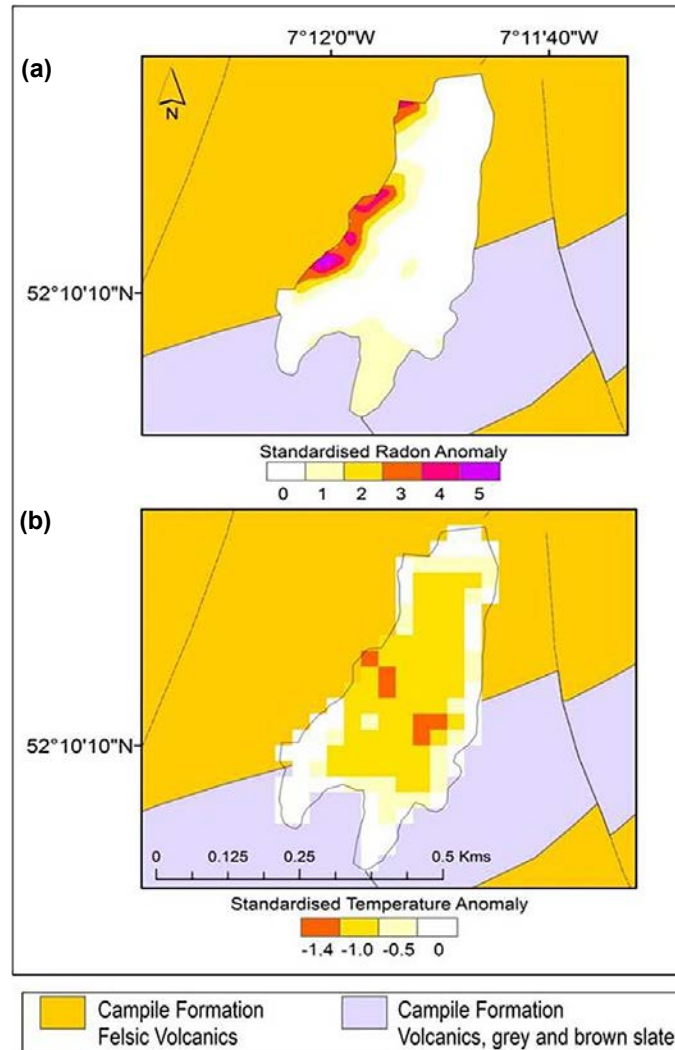 7°12'0"W 7°11'40"W
(a)
N
52°10'10"N
Standardised Radon Anomaly
0 1 2 3 4 5
(b)
52°10'10"N
0 0.125 0.25 0.5 Kms
Standardised Temperature Anomaly
-1.4 -1.0 -0.5 0
Campile Formation
Felsic Volcanics
Campile Formation
Volcanics, grey and brown slate